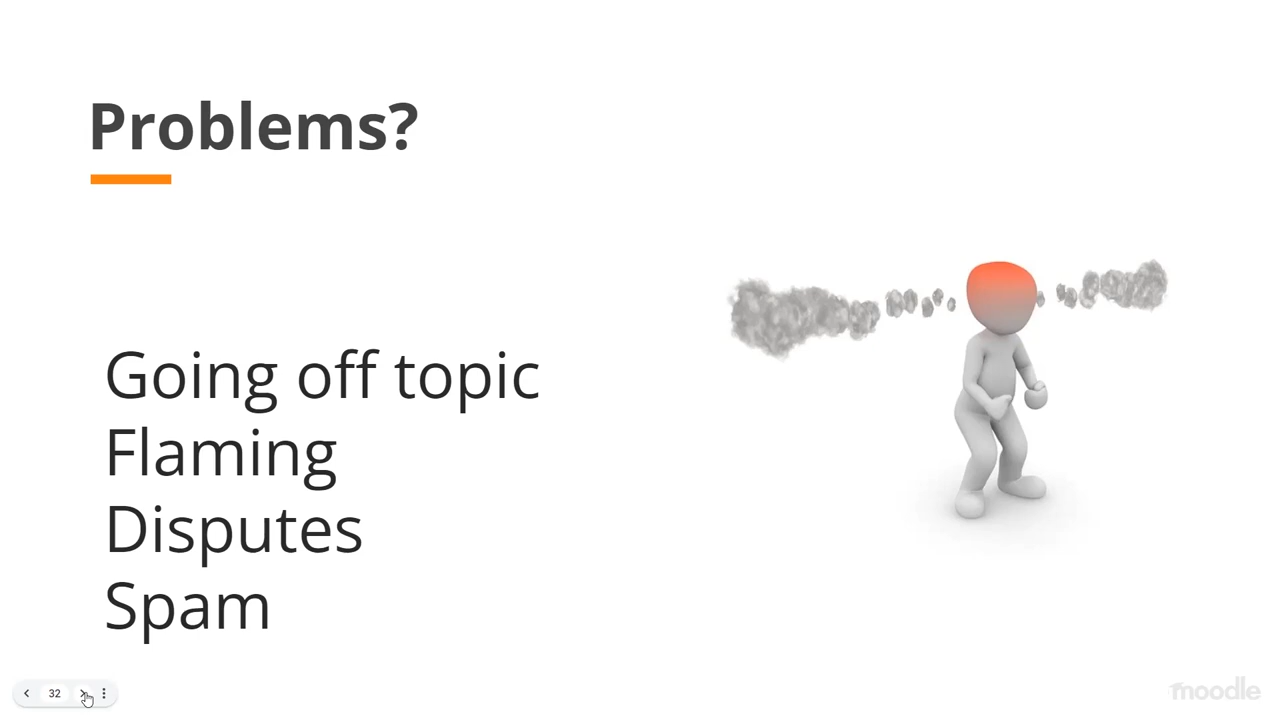 Problems?
Going off topic
Flaming
Disputes
Spam
32
moodle